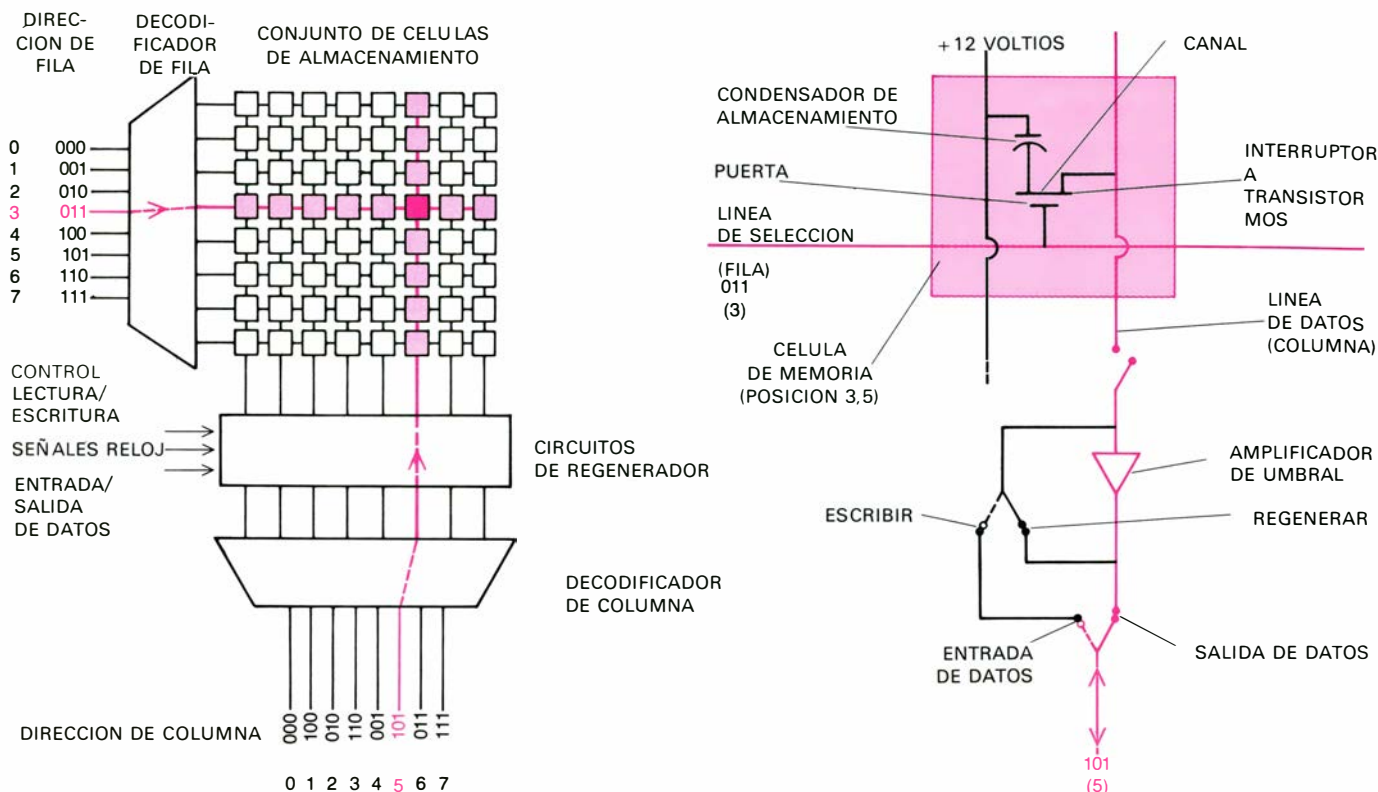 DIREC-
CION DE
FILA
DECODI-
FICADOR
DE FILA
CONJUNTO DE CELULAS
DE ALMACENAMIENTO
0 000
1 001
2 010
3 011
4 100
5 101
6 110
7 111
CONTROL
LECTURA/
ESCRITURA
SEÑALES RELOJ
ENTRADA/
SALIDA
DE DATOS
CIRCUITOS
DE REGENERADOR
DECODIFICADOR
DE COLUMNA
DIRECCION DE COLUMNA
000 100 010 110 001 101 011 111
0 1 2 3 4 5 6 7
+12 VOLTIOS
CANAL
CONDENSADOR DE
ALMACENAMIENTO
PUERTA
INTERRUPTOR
A
TRANSISTOR
MOS
LINEA
DE SELECCION
(FILA)
011
(3)
CELULA
DE MEMORIA
(POSICION 3,5)
LINEA
DE DATOS
(COLUMNA)
AMPLIFICADOR
DE UMBRAL
ESCRIBIR
REGENERAR
ENTRADA
DE DATOS
SALIDA DE DATOS
101
(5)